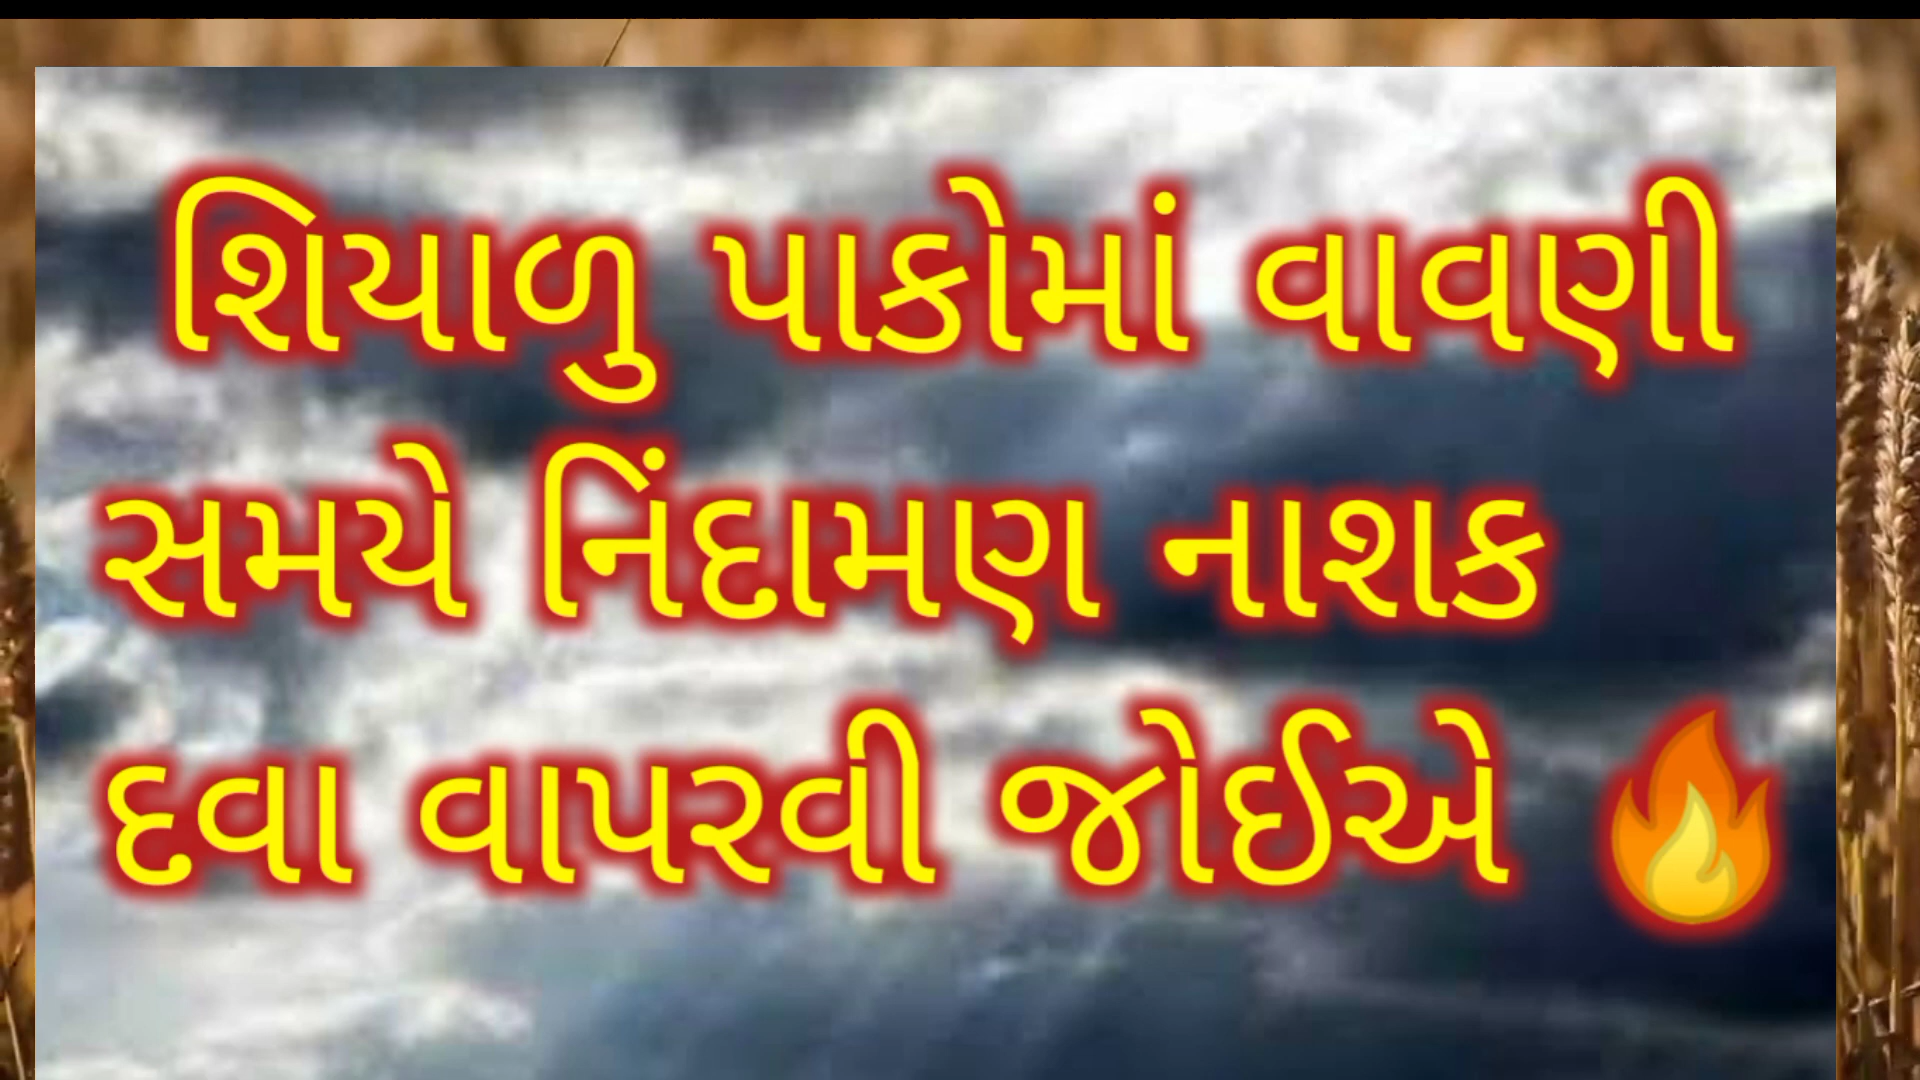 શિયાળુ પાકોમાં વાવણી
સમયે નિંદામણ નાશક
દવા વાપરવી જોઈએ 🔥